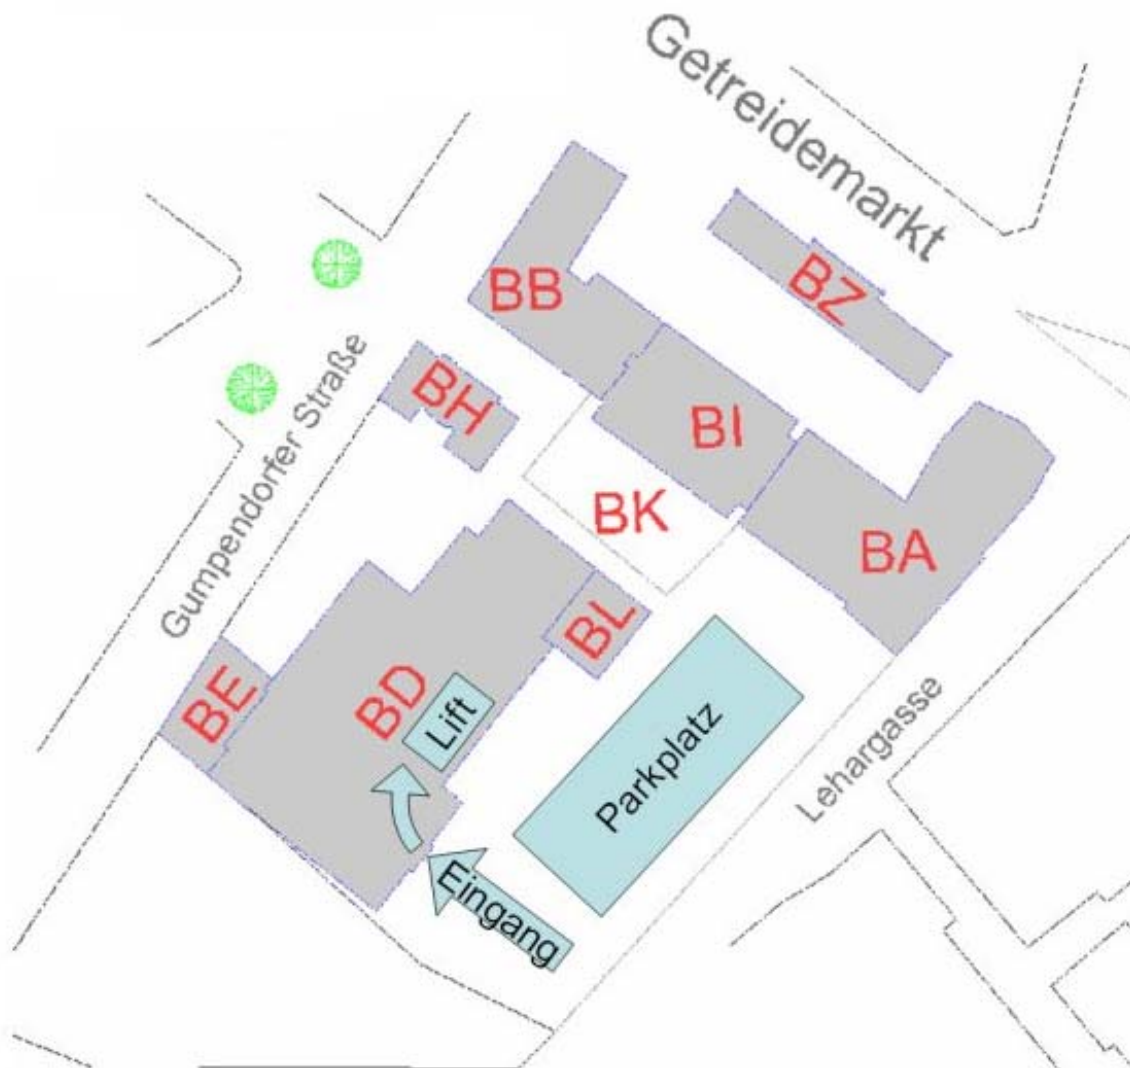 Getreidemarkt
BB
BZ
BH
BI
Gumpendorfer Straße
BK
BA
BL
BE
BD
Lift
Parkplatz
Lehargasse
Eingang